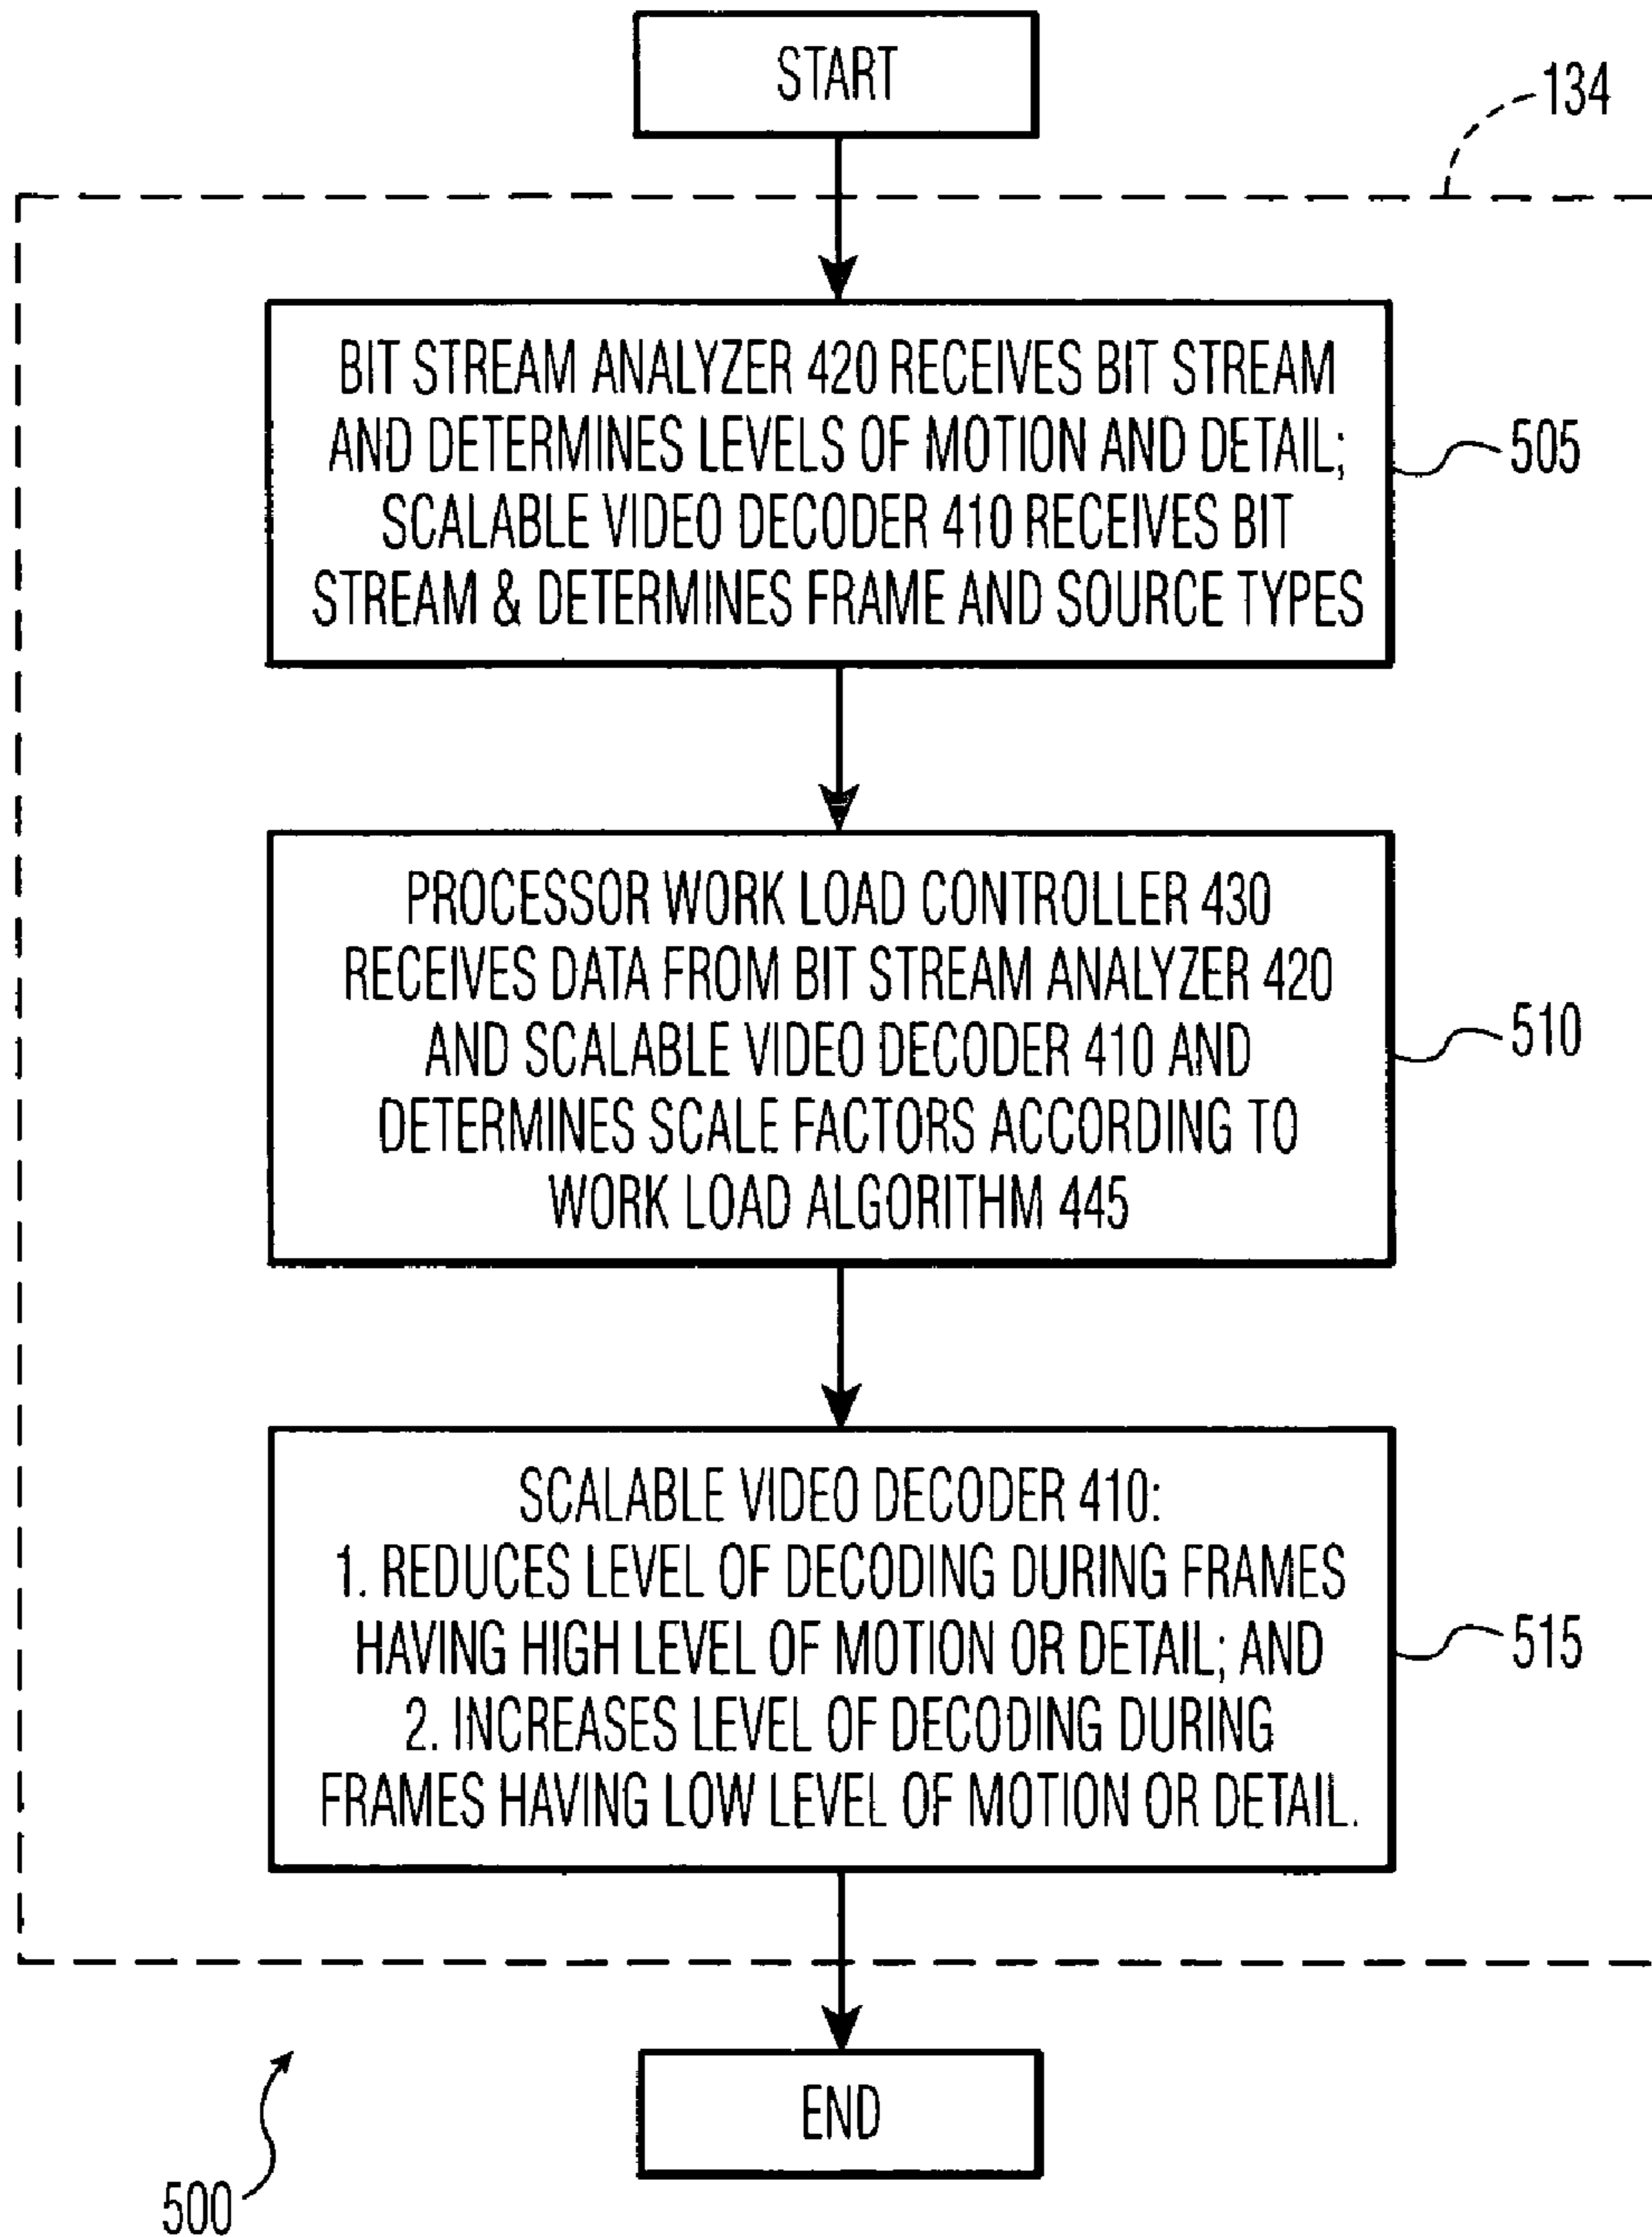 START
134
BIT STREAM ANALYZER 420 RECEIVES BIT STREAM
AND DETERMINES LEVELS OF MOTION AND DETAIL;
SCALABLE VIDEO DECODER 410 RECEIVES BIT
STREAM & DETERMINES FRAME AND SOURCE TYPES
505
PROCESSOR WORK LOAD CONTROLLER 430
RECEIVES DATA FROM BIT STREAM ANALYZER 420
AND SCALABLE VIDEO DECODER 410 AND
DETERMINES SCALE FACTORS ACCORDING TO
WORK LOAD ALGORITHM 445
510
SCALABLE VIDEO DECODER 410:
1. REDUCES LEVEL OF DECODING DURING FRAMES
HAVING HIGH LEVEL OF MOTION OR DETAIL; AND
2. INCREASES LEVEL OF DECODING DURING
FRAMES HAVING LOW LEVEL OF MOTION OR DETAIL.
515
END
500